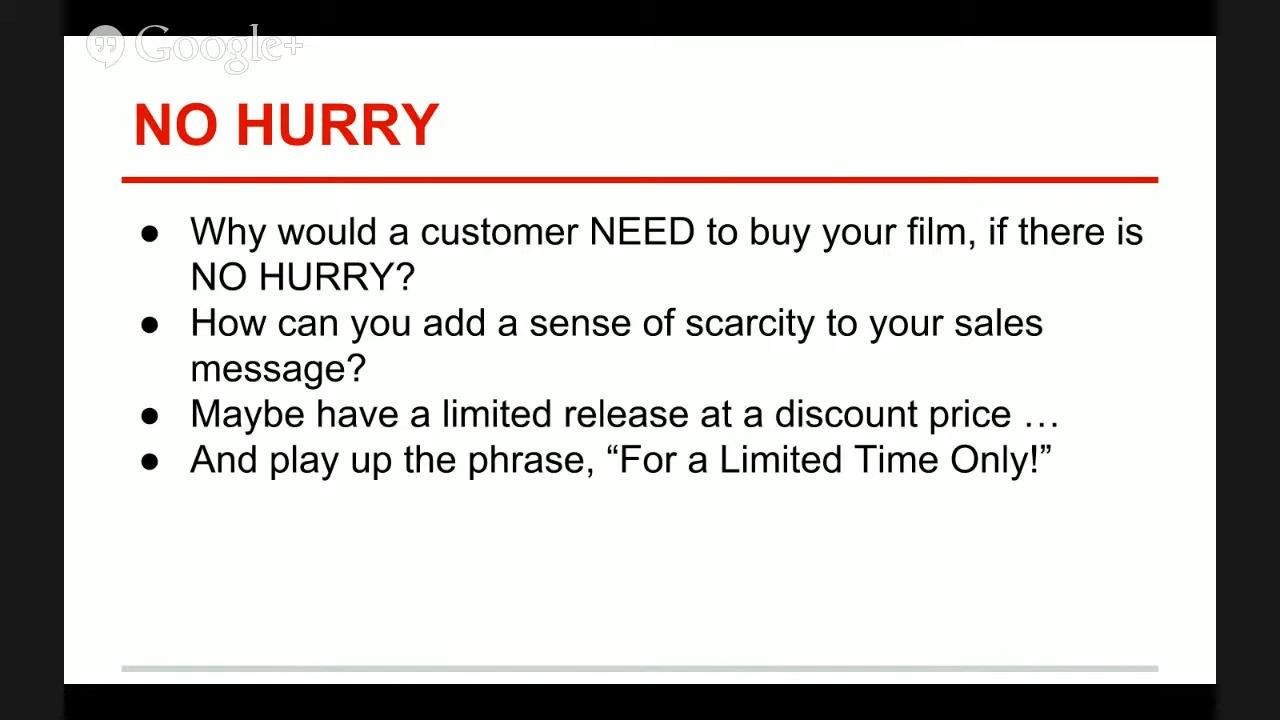 Google+
NO HURRY
● Why would a customer NEED to buy your film, if there is
NO HURRY?
● How can you add a sense of scarcity to your sales
message?
● Maybe have a limited release at a discount price …
● And play up the phrase, “For a Limited Time Only!”